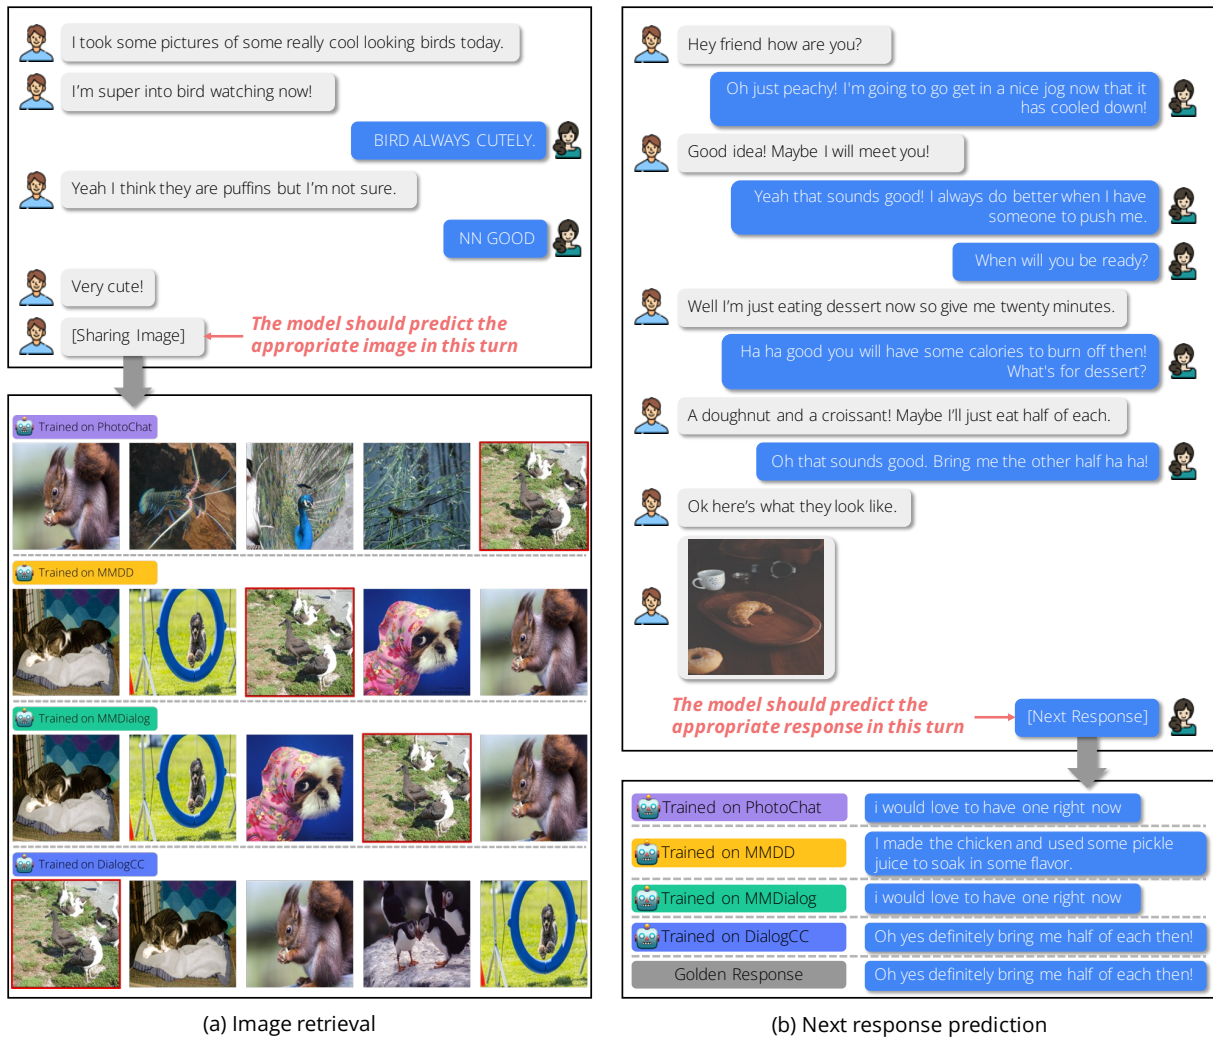 I took some pictures of some really cool looking birds today.
I'm super into bird watching now!
BIRD ALWAYS CUTELY.
Yeah I think they are puffins but I'm not sure.
NN GOOD
Very cute!
[Sharing Image]
The model should predict the
appropriate image in this turn
Trained on PhotoChat
Trained on MMDD
Trained on MMDialog
Trained on DialogCC
(a) Image retrieval
Hey friend how are you?
Oh just peachy! I'm going to go get in a nice jog now that it
has cooled down!
Good idea! Maybe I will meet you!
Yeah that sounds good! I always do better when I have
someone to push me.
When will you be ready?
Well I'm just eating dessert now so give me twenty minutes.
Ha ha good you will have some calories to burn off then!
What's for dessert?
A doughnut and a croissant! Maybe I'll just eat half of each.
Oh that sounds good. Bring me the other half ha ha!
Ok here's what they look like.
The model should predict the
appropriate response in this turn
[Next Response]
Trained on PhotoChat
i would love to have one right now
Trained on MMDD
I made the chicken and used some pickle
juice to soak in some flavor.
Trained on MMDialog
i would love to have one right now
Trained on DialogCC
Oh yes definitely bring me half of each then!
Golden Response
Oh yes definitely bring me half of each then!
(b) Next response prediction